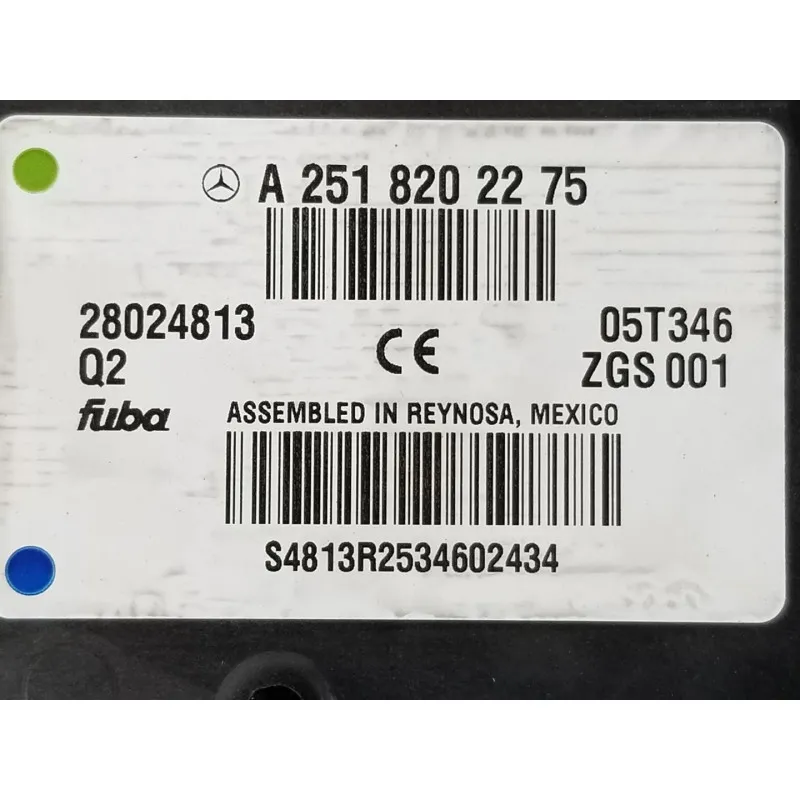 A 251 820 22 75
28024813
05T346
CE
Q2
ZGS 001
fuba
ASSEMBLED IN REYNOSA, MEXICO
S4813R2534602434